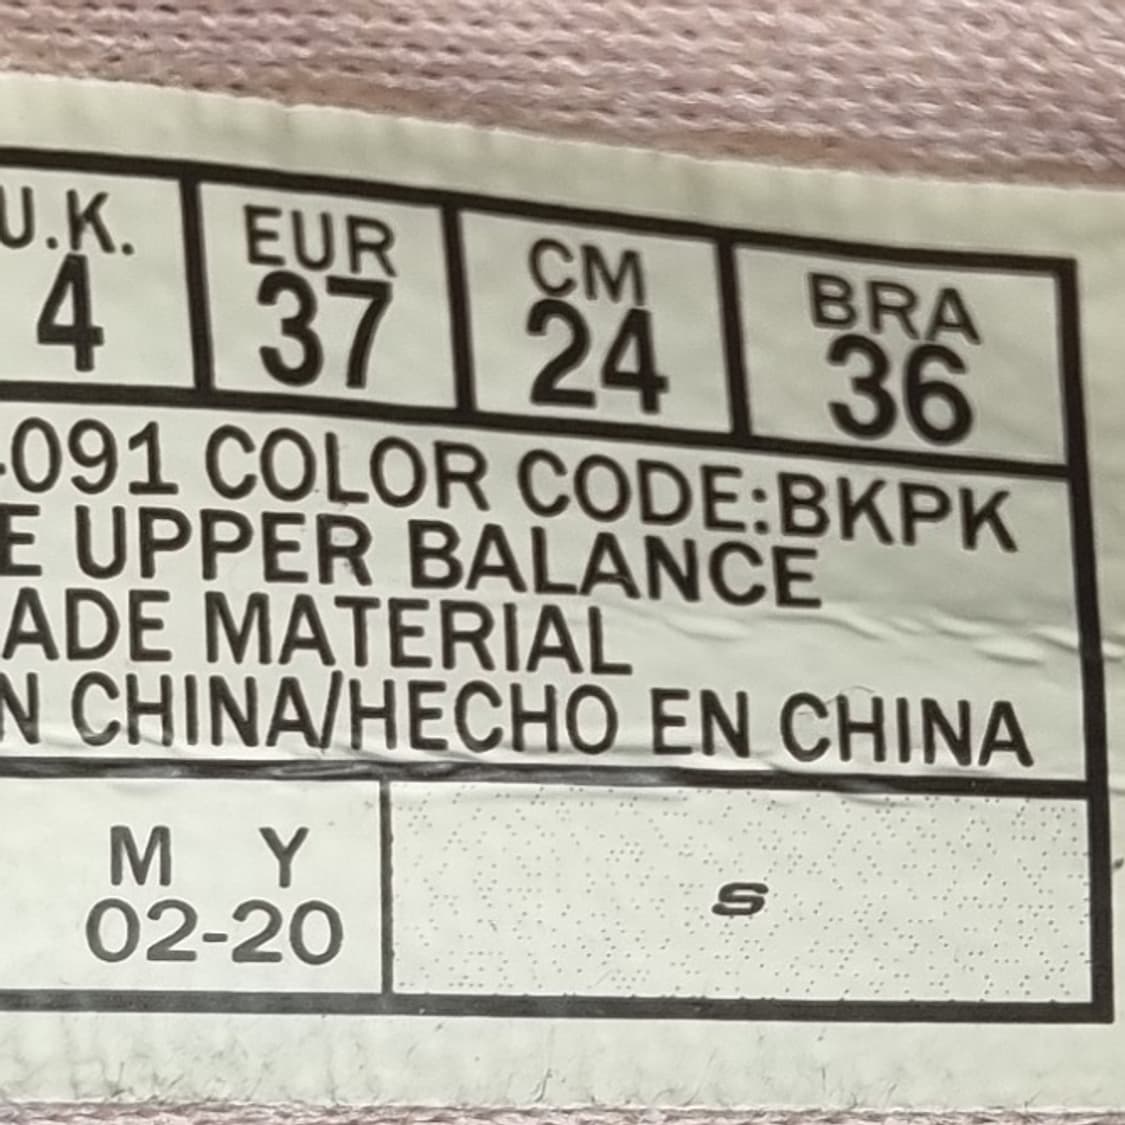 U.K. EUR CM BRA
4 37 24 36
-091 COLOR CODE:BKPK
E UPPER BALANCE
ADE MATERIAL
N CHINA/HECHO EN CHINA
M Y
02-20
S